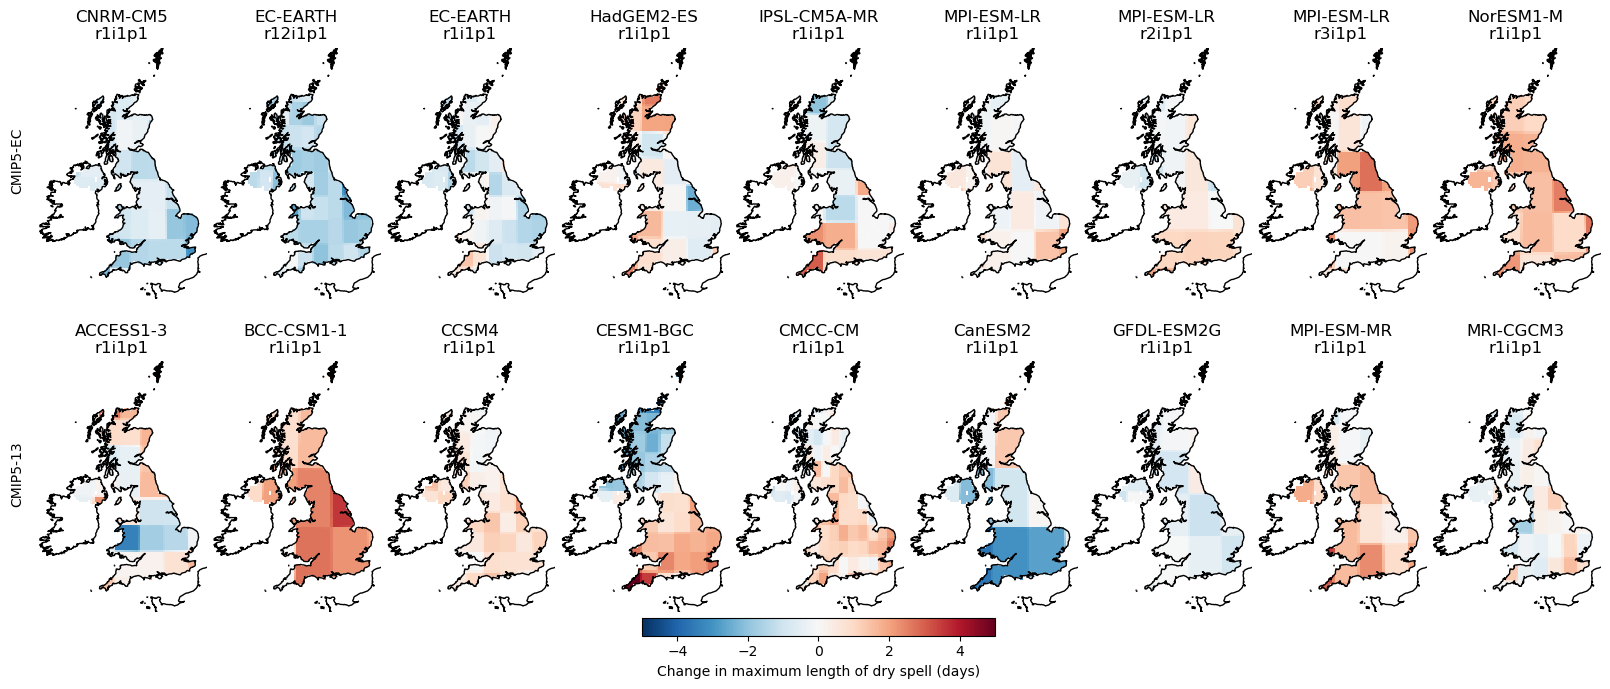 CNRM-CM5 EC-EARTH EC-EARTH HadGEM2-ES IPSL-CM5A-MR MPI-ESM-LR MPI-ESM-LR MPI-ESM-LR NorESM1-M
r1i1p1 r12i1p1 r1i1p1 r1i1p1 r1i1p1 r1i1p1 r2i1p1 r3i1p1 r1i1p1
CMIP5-EC
ACCESS1-3 BCC-CSM1-1 CCSM4 CESM1-BGC CMCC-CM CanESM2 GFDL-ESM2G MPI-ESM-MR MRI-CGCM3
r1i1p1 r1i1p1 r1i1p1 r1i1p1 r1i1p1 r1i1p1 r1i1p1 r1i1p1 r1i1p1
CMIP5-13
−4 −2 0 2 4
Change in maximum length of dry spell (days)